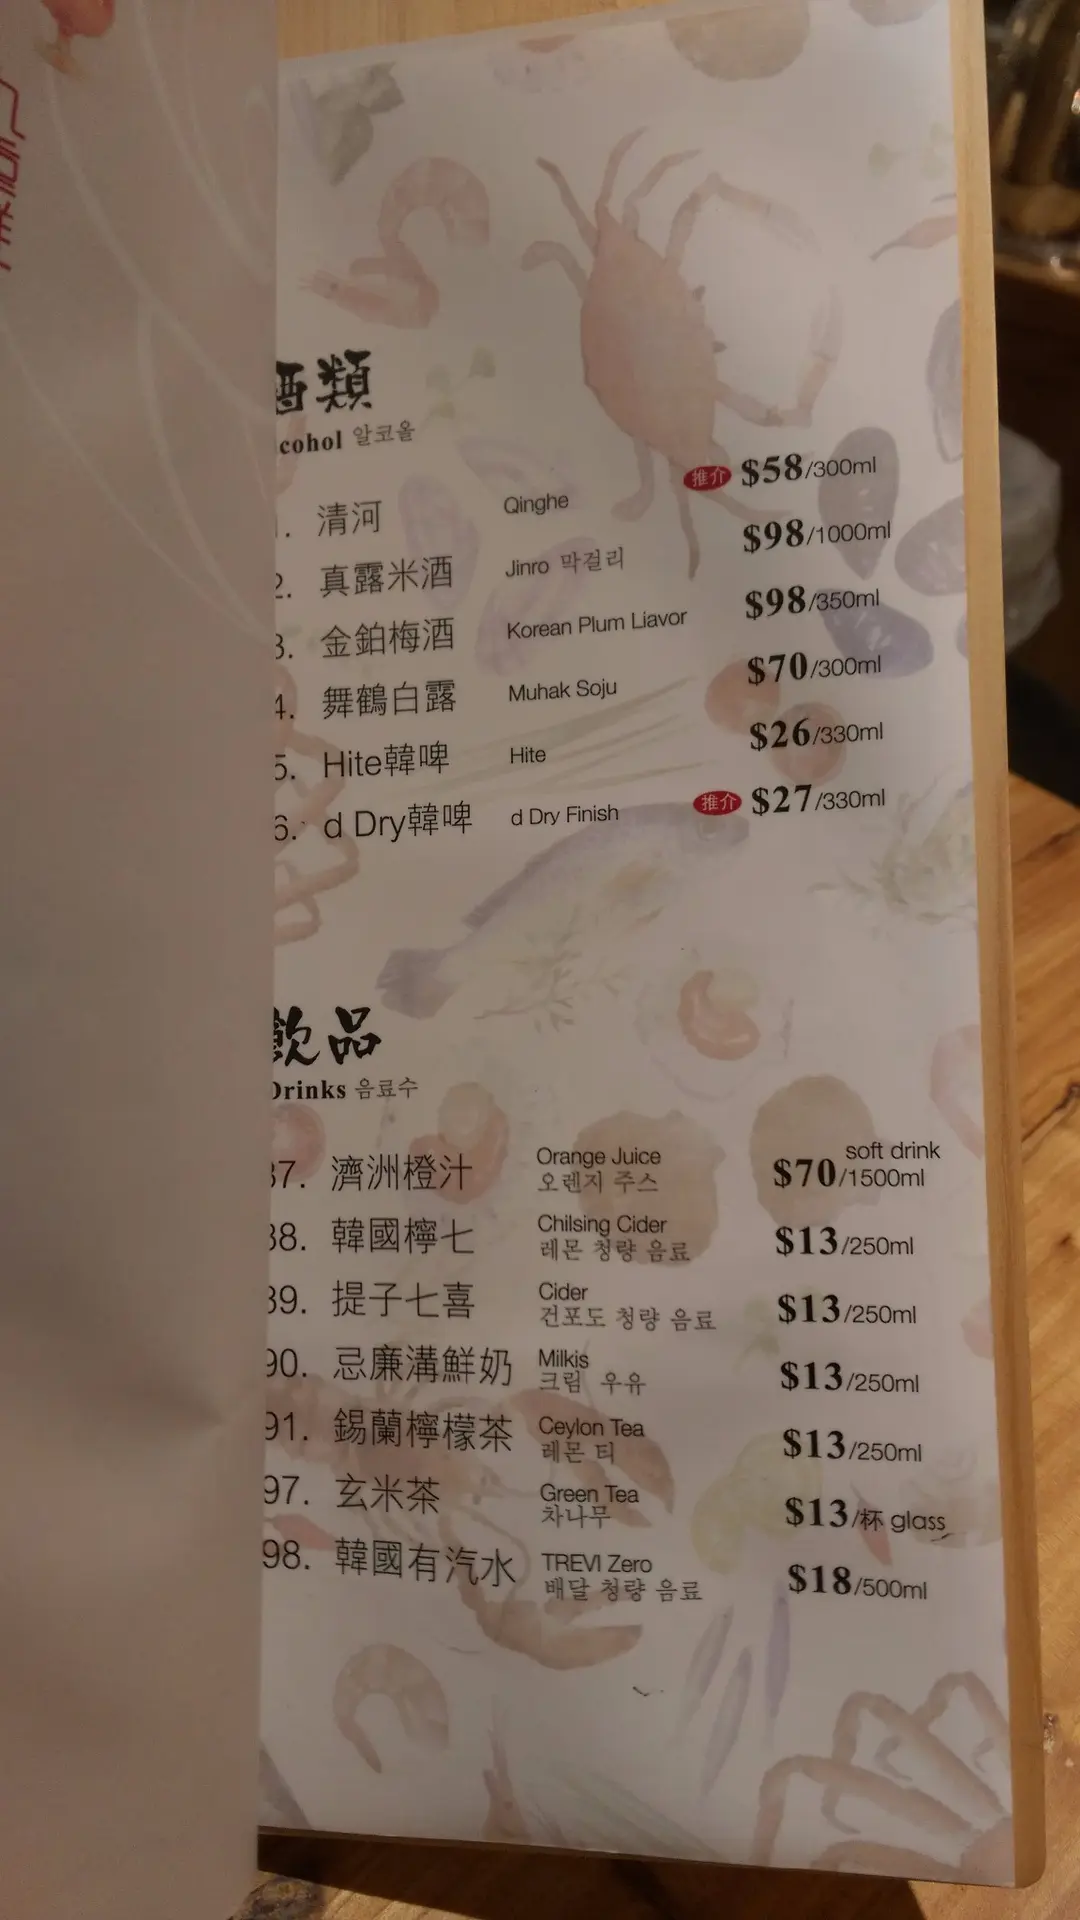 酒類
cohol 알코올
1. 清河 Qinghe 推介 $58/300ml
2. 真露米酒 Jinro 막걸리 $98/1000ml
3. 金鉑梅酒 Korean Plum Liavor $98/350ml
4. 舞鶴白露 Muhak Soju $70/300ml
5. Hite韓啤 Hite $26/330ml
6. d Dry韓啤 d Dry Finish 推介 $27/330ml
飲品
Drinks 음료수
87. 濟洲橙汁 Orange Juice 오렌지 주스 $70 soft drink /1500ml
88. 韓國檸七 Chilsing Cider 레몬 청량 음료 $13/250ml
89. 提子七喜 Cider 건포도 청량 음료 $13/250ml
90. 忌廉溝鮮奶 Milkis 크림 우유 $13/250ml
91. 錫蘭檸檬茶 Ceylon Tea 레몬 티 $13/250ml
97. 玄米茶 Green Tea 차나무 $13/杯 glass
98. 韓國有汽水 TREVI Zero 배달 청량 음료 $18/500ml